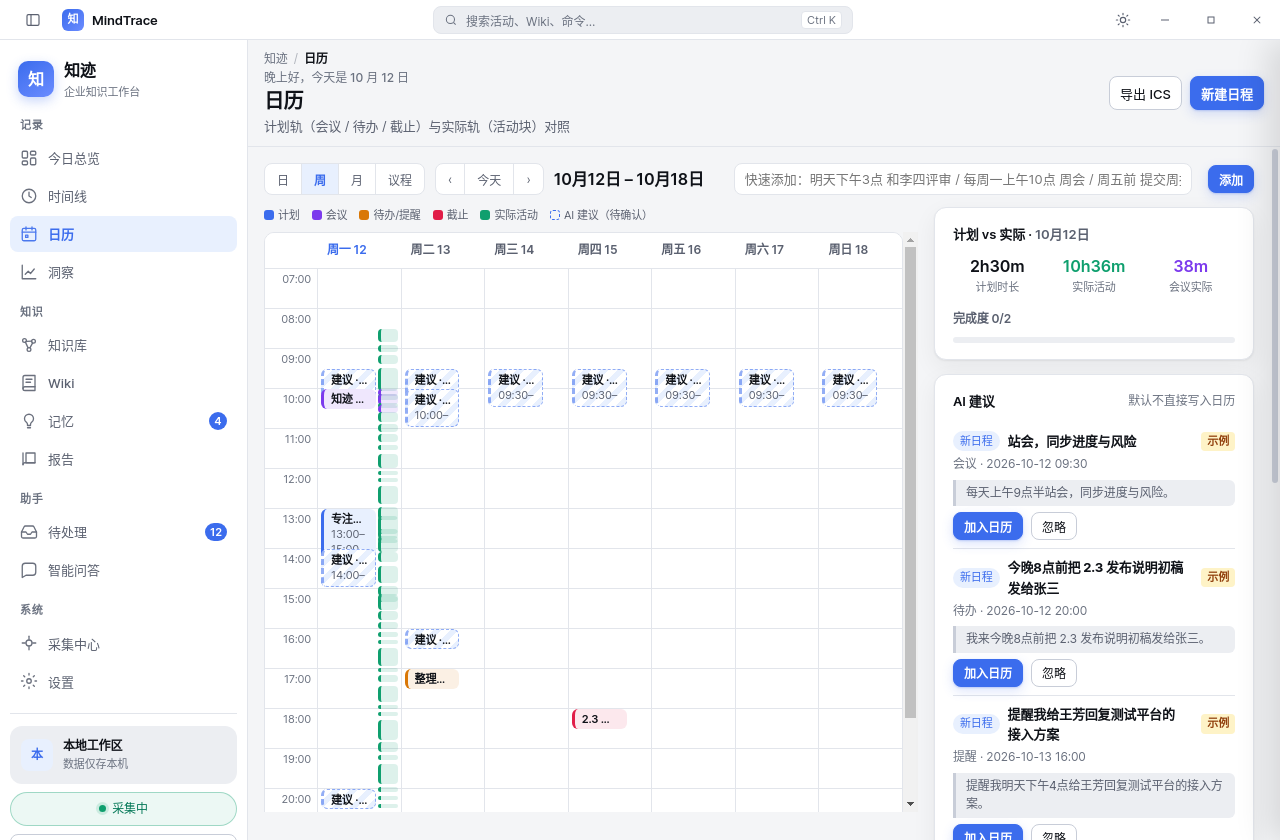 知 MindTrace
搜索活动、Wiki、命令... Ctrl K
知 知迹
企业知识工作台
记录
今日总览
时间线
日历
洞察
知识
知识库
Wiki
记忆 4
报告
助手
待处理 12
智能问答
系统
采集中心
设置
本 本地工作区
数据仅存本机
采集中
知迹 / 日历
晚上好，今天是 10 月 12 日
日历
计划轨（会议 / 待办 / 截止）与实际轨（活动块）对照
导出 ICS 新建日程
日 周 月 议程 ‹ 今天 › 10月12日 – 10月18日
快速添加：明天下午3点 和李四评审 / 每周一上午10点 周会 / 周五前 提交周: 添加
计划 会议 待办/提醒 截止 实际活动 AI 建议（待确认）
周一 12 周二 13 周三 14 周四 15 周五 16 周六 17 周日 18
07:00
08:00
09:00
建议 ·... 建议 ·... 建议 ·... 建议 ·... 建议 ·... 建议 ·... 建议 ·...
09:30– 09:30– 09:30– 09:30– 09:30–
10:00 知迹 ... 建议 ·...
10:00–
11:00
12:00
13:00 专注...
13:00–
15:00
14:00 建议 ·...
14:00–
15:00
16:00 建议 ·...
17:00 整理...
18:00 2.3 ...
19:00
20:00 建议 ·...
计划 vs 实际 · 10月12日
2h30m 10h36m 38m
计划时长 实际活动 会议实际
完成度 0/2
AI 建议 默认不直接写入日历
新日程 站会，同步进度与风险 示例
会议 · 2026-10-12 09:30
每天上午9点半站会，同步进度与风险。
加入日历 忽略
新日程 今晚8点前把 2.3 发布说明初稿发给张三 示例
待办 · 2026-10-12 20:00
我来今晚8点前把 2.3 发布说明初稿发给张三。
加入日历 忽略
新日程 提醒我给王芳回复测试平台的接入方案 示例
提醒 · 2026-10-13 16:00
提醒我明天下午4点给王芳回复测试平台的接入方案。
加入日历 忽略